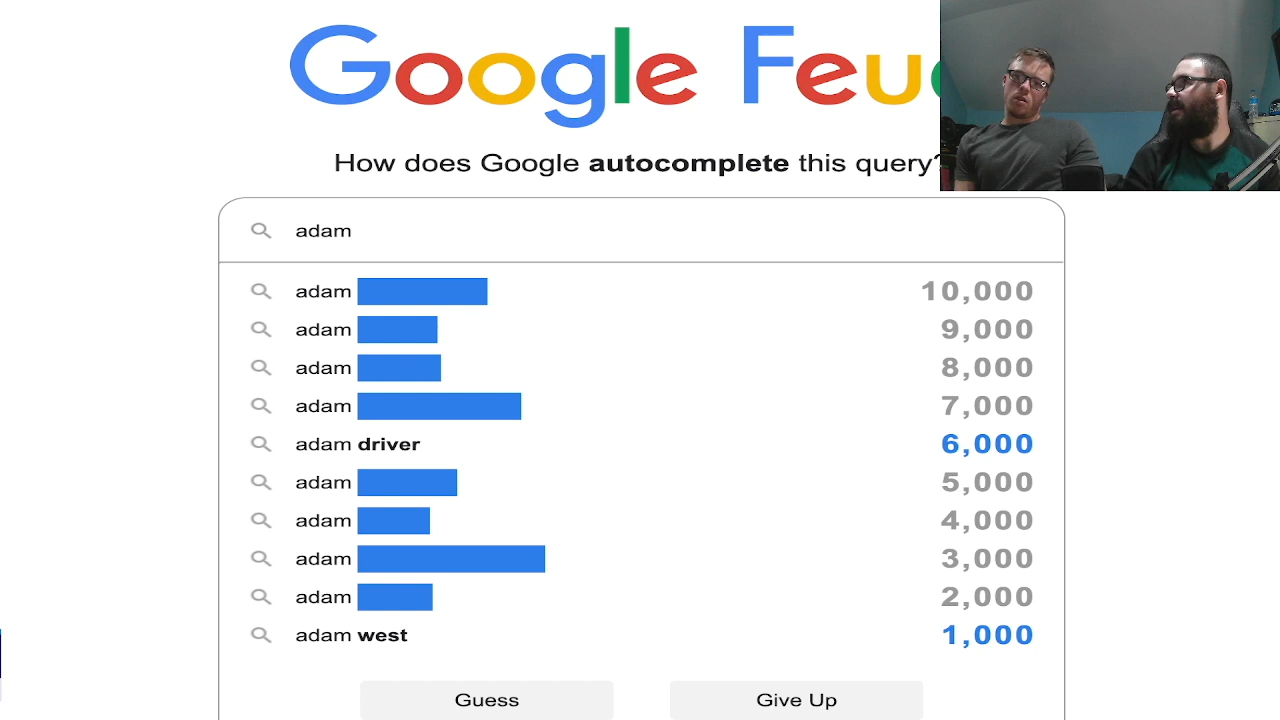 Google Feu
How does Google autocomplete this query?
adam
adam 10,000
adam 9,000
adam 8,000
adam 7,000
adam driver 6,000
adam 5,000
adam 4,000
adam 3,000
adam 2,000
adam west 1,000
Guess Give Up